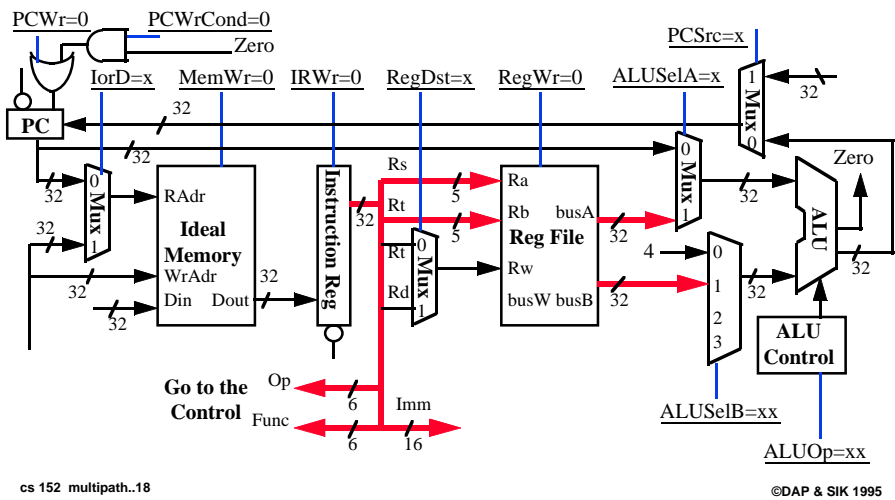 PCWr=0
PCWrCond=0
Zero
PCSrc=x
IorD=x
MemWr=0
IRWr=0
RegDst=x
RegWr=0
ALUSelA=x
1
Mux
0
32
32
PC
32
32
0
Mux
1
32
32
32
RAdr
Ideal
Memory
WrAdr
Din
Dout
32
32
Instruction Reg
32
Rs
Rt
Rt
Rd
5
5
0
Mux
1
Ra
Rb
busA
Reg File
Rw
busW
busB
32
32
0
Mux
1
32
4
0
1
2
3
32
ALU
Zero
32
ALU
Control
Go to the
Control
Op
6
Func
6
Imm
16
ALUSelB=xx
ALUOp=xx
cs 152 multipath..18
©DAP & SIK 1995